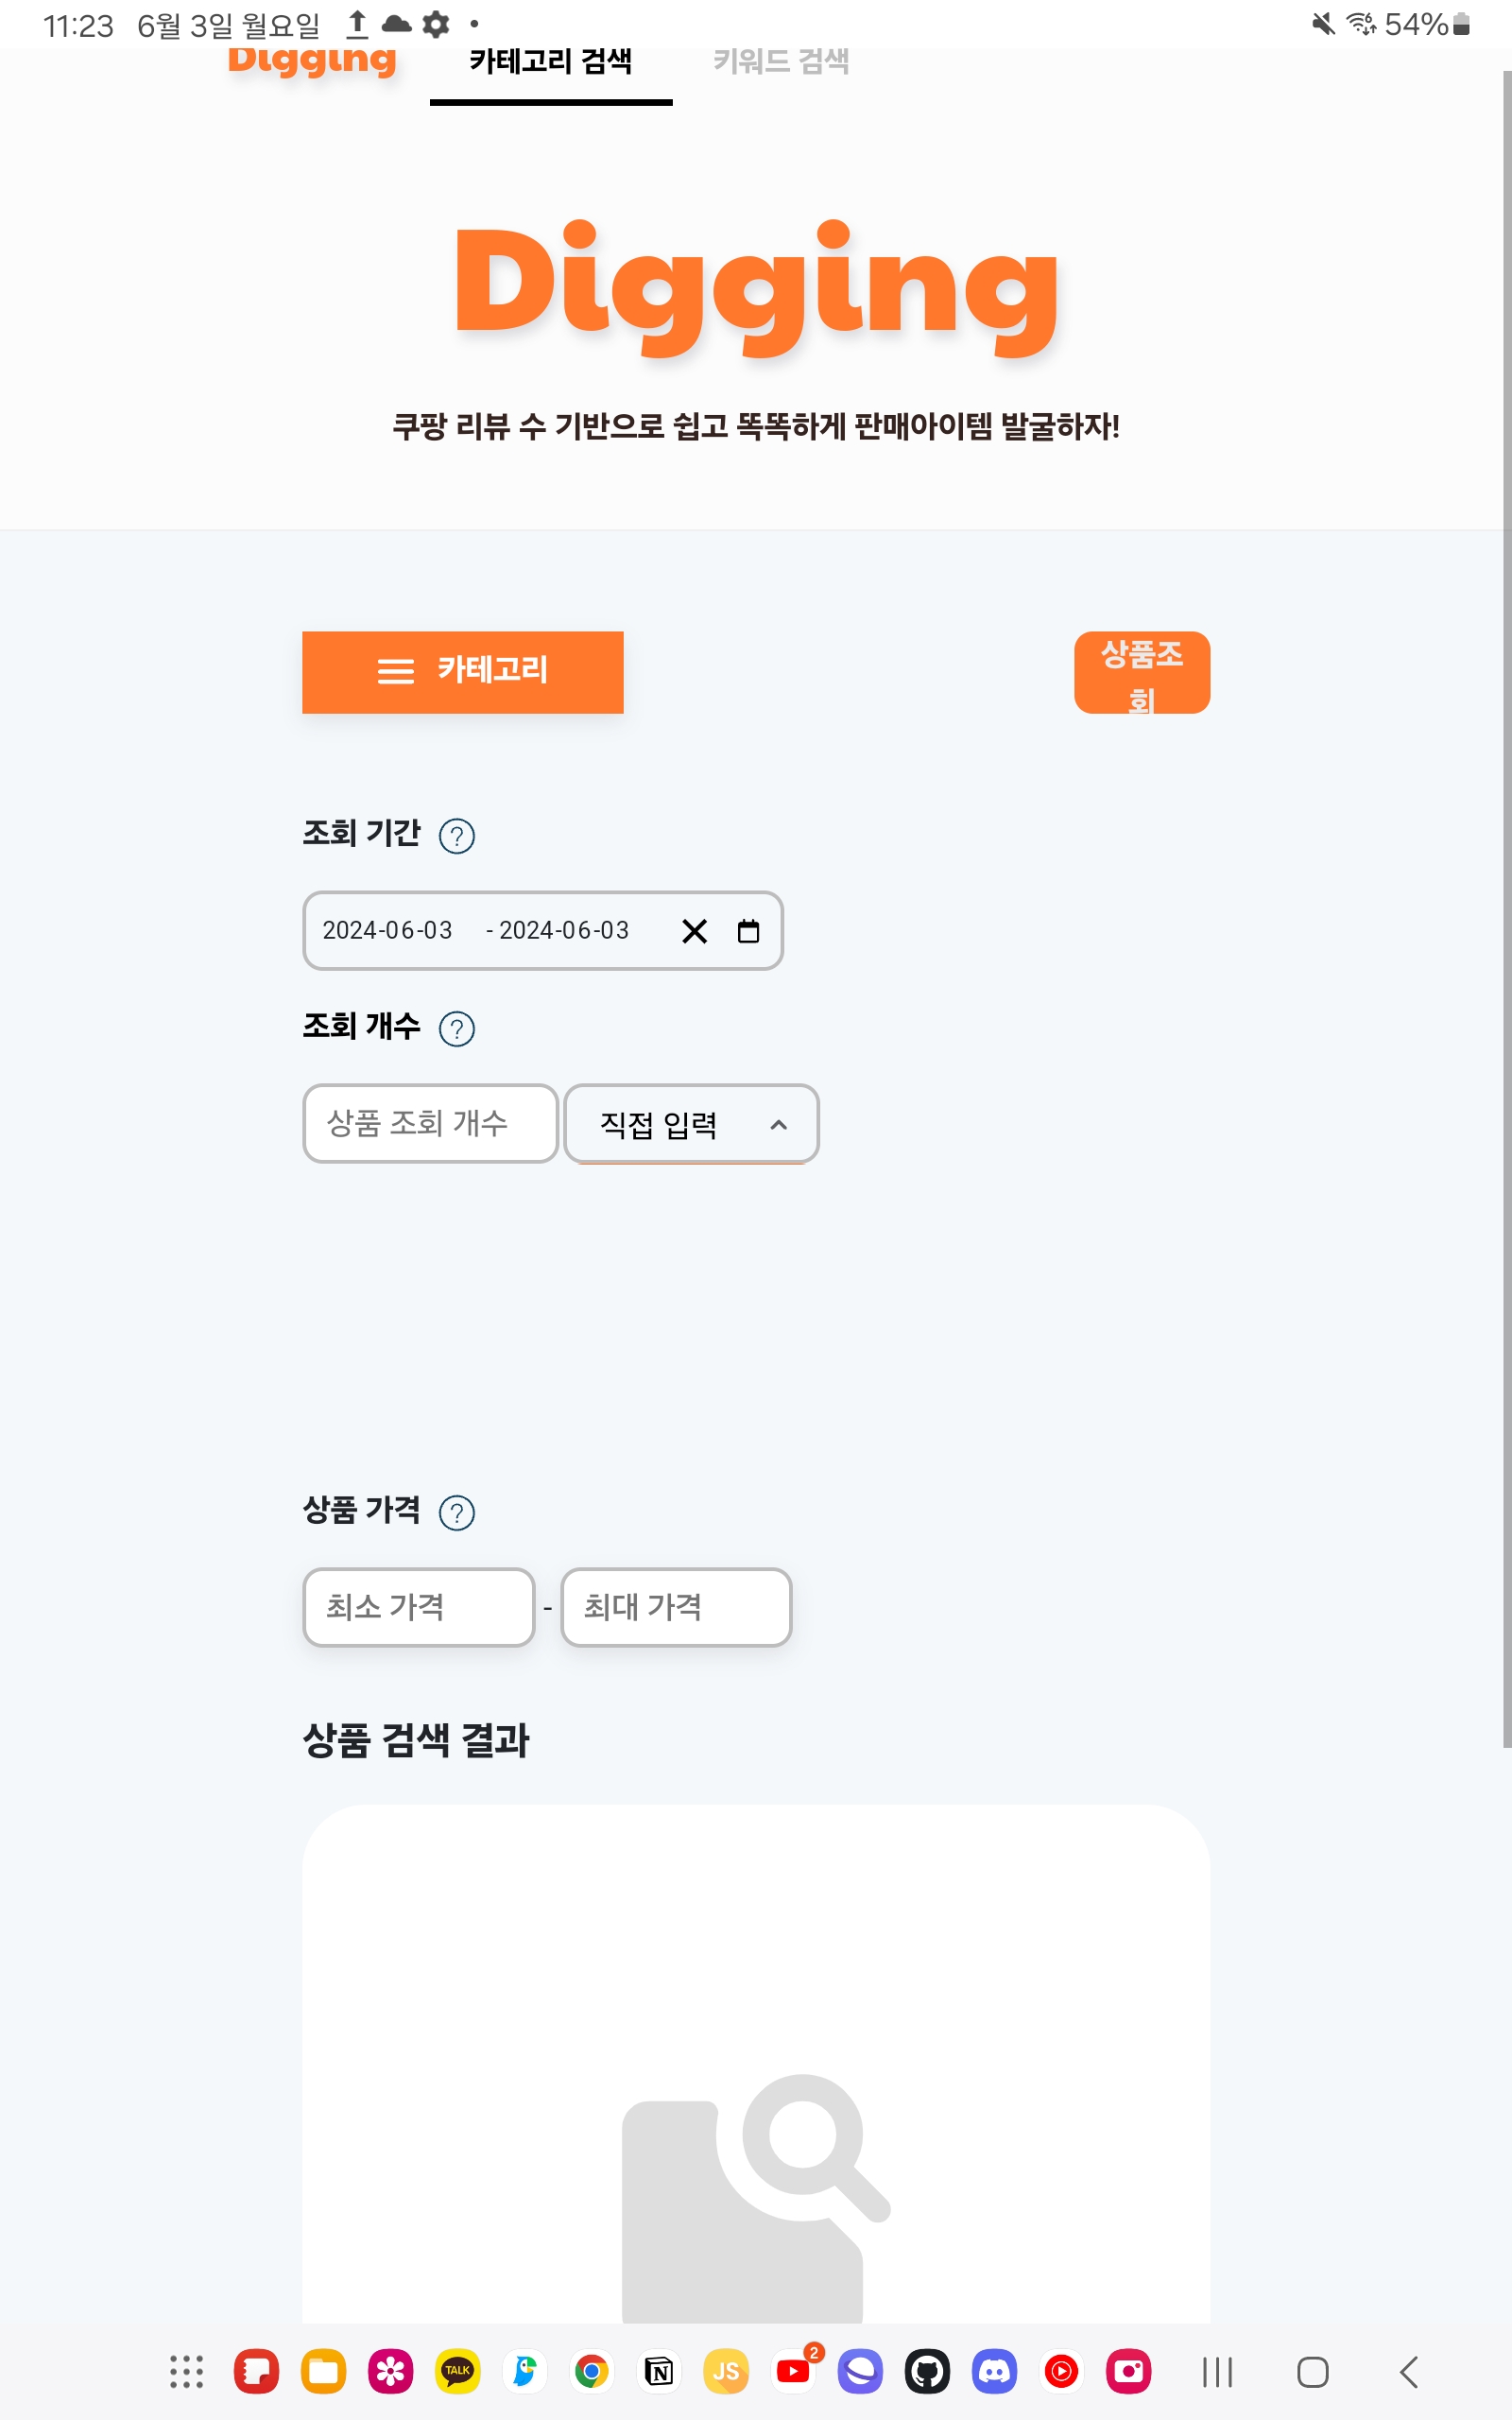 11:23 6월 3일 월요일 54%
Digging 카테고리 검색 키워드 검색
Digging
쿠팡 리뷰 수 기반으로 쉽고 똑똑하게 판매아이템 발굴하자!
카테고리
상품조
회
조회 기간 ?
2024-06-03 - 2024-06-03
조회 개수 ?
상품 조회 개수 직접 입력
상품 가격 ?
최소 가격 - 최대 가격
상품 검색 결과
TALK N JS 2